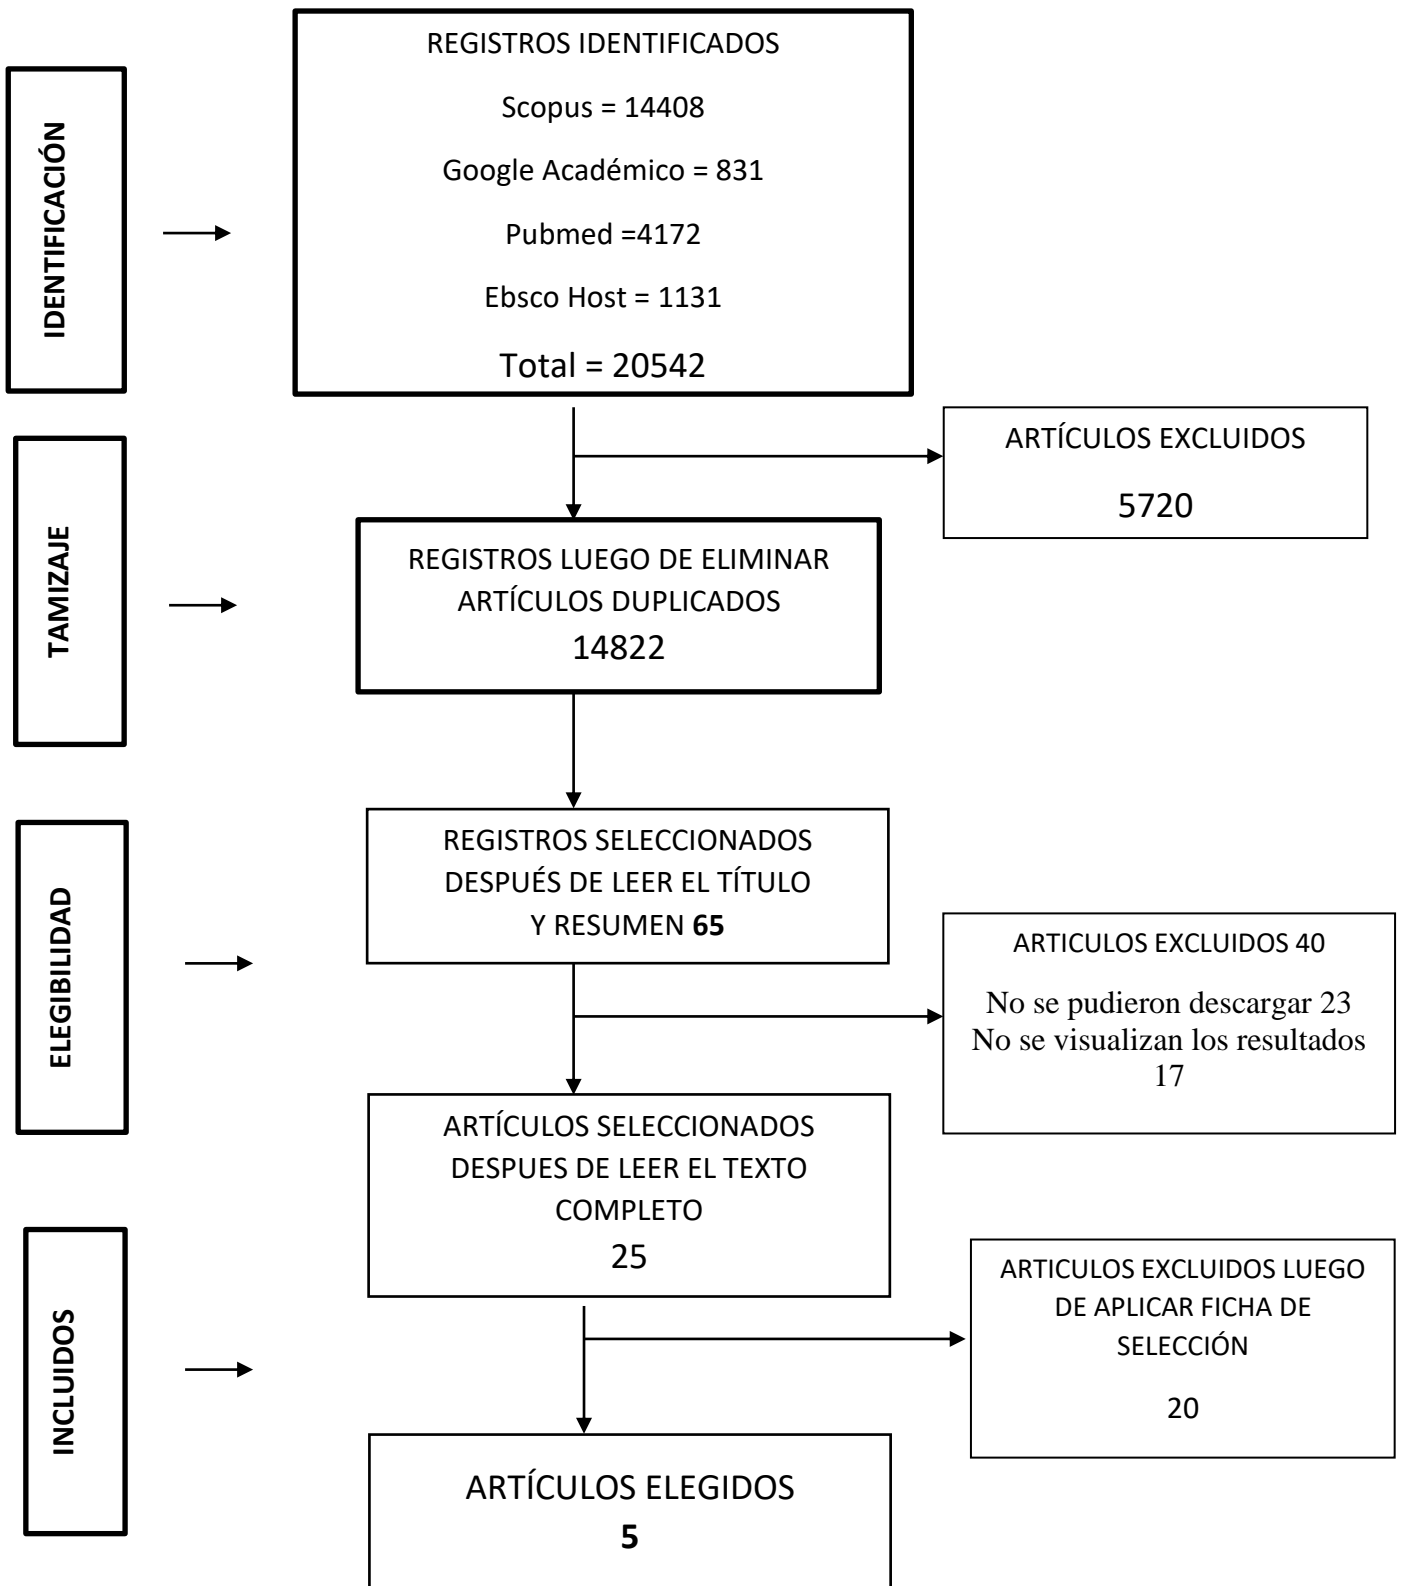 IDENTIFICACIÓN
REGISTROS IDENTIFICADOS
Scopus = 14408
Google Académico = 831
Pubmed =4172
Ebsco Host = 1131
Total = 20542
ARTÍCULOS EXCLUIDOS
5720
TAMIZAJE
REGISTROS LUEGO DE ELIMINAR
ARTÍCULOS DUPLICADOS
14822
ELEGIBILIDAD
REGISTROS SELECCIONADOS
DESPUÉS DE LEER EL TÍTULO
Y RESUMEN 65
ARTICULOS EXCLUIDOS 40
No se pudieron descargar 23
No se visualizan los resultados
17
ARTÍCULOS SELECCIONADOS
DESPUES DE LEER EL TEXTO
COMPLETO
25
INCLUIDOS
ARTICULOS EXCLUIDOS LUEGO
DE APLICAR FICHA DE
SELECCIÓN
20
ARTÍCULOS ELEGIDOS
5